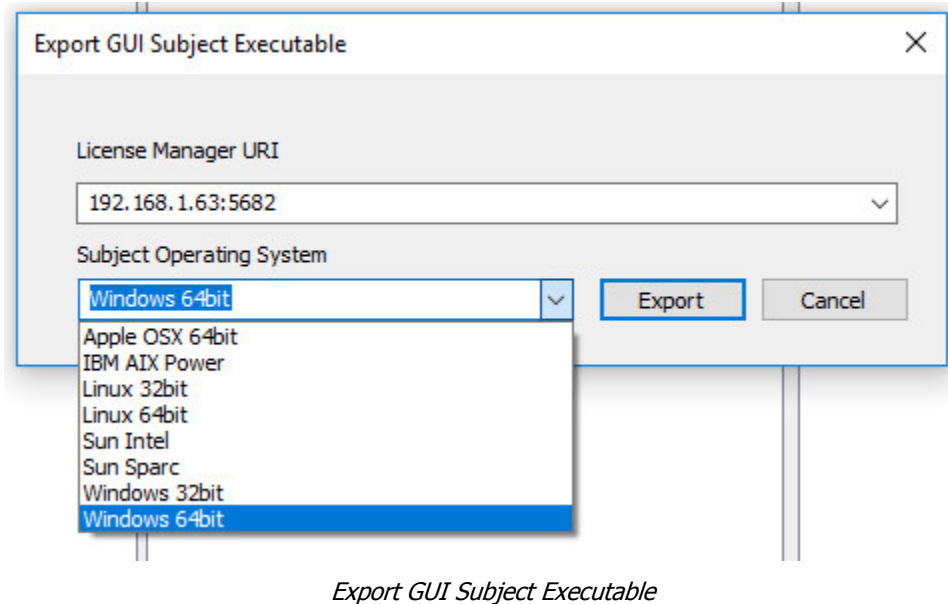 Export GUI Subject Executable
License Manager URI
192.168.1.63:5682
Subject Operating System
Windows 64bit
Export
Cancel
Apple OSX 64bit
IBM AIX Power
Linux 32bit
Linux 64bit
Sun Intel
Sun Sparc
Windows 32bit
Windows 64bit
Export GUI Subject Executable